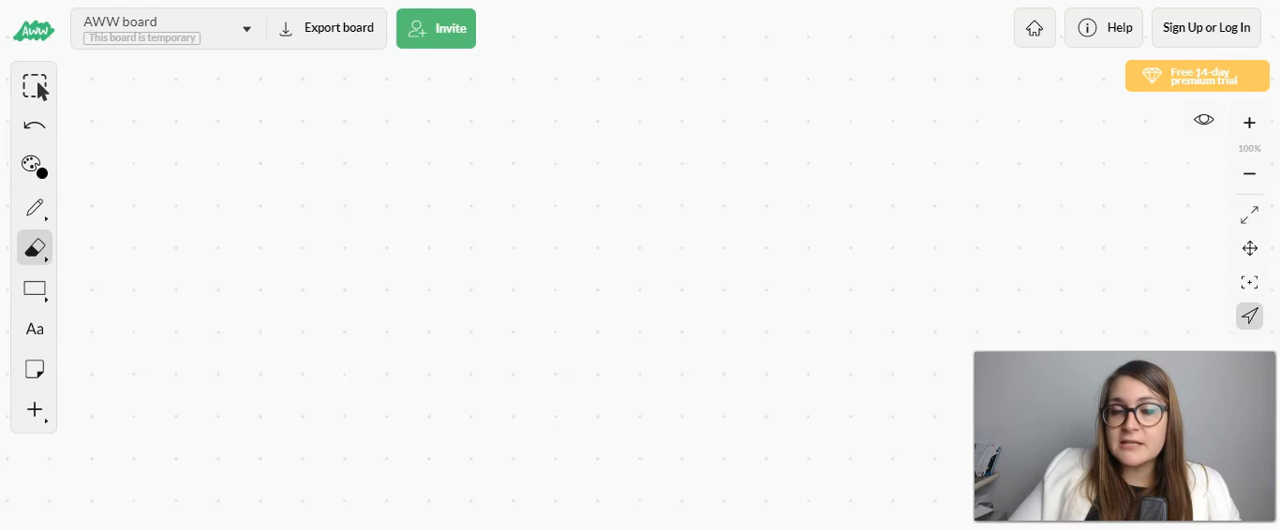 AWW
AWW board
This board is temporary
Export board
Invite
Help
Sign Up or Log In
Free 14-day
premium trial
100%
Aa